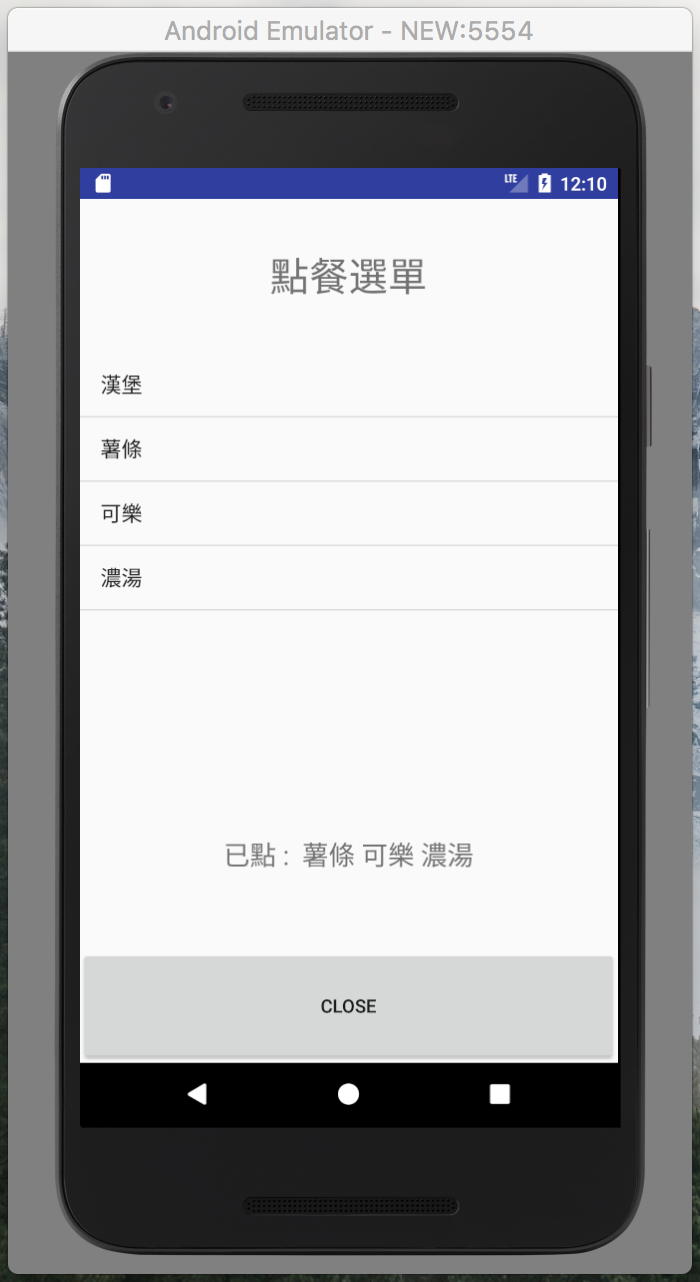 Android Emulator - NEW:5554
LTE 12:10
點餐選單
漢堡
薯條
可樂
濃湯
已點 : 薯條 可樂 濃湯
CLOSE